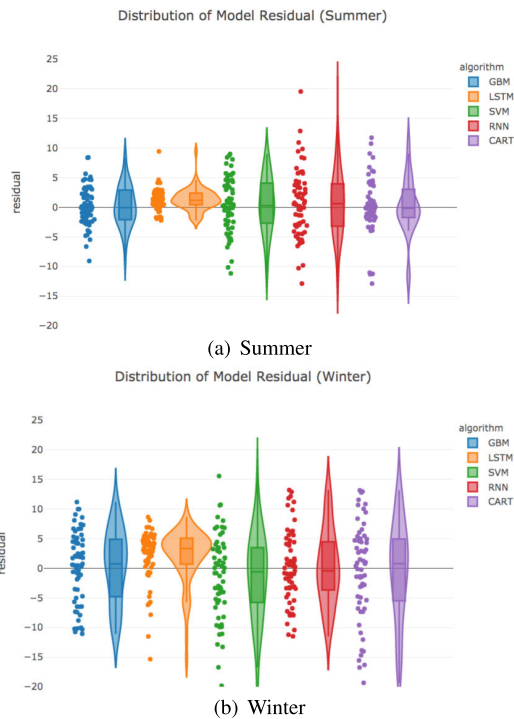 Distribution of Model Residual (Summer)
25
20
15
10
5
0
−5
−10
−15
−20
residual
algorithm
GBM
LSTM
SVM
RNN
CART
(a) Summer
Distribution of Model Residual (Winter)
25
20
15
10
5
0
−5
−10
−15
−20
residual
algorithm
GBM
LSTM
SVM
RNN
CART
(b) Winter